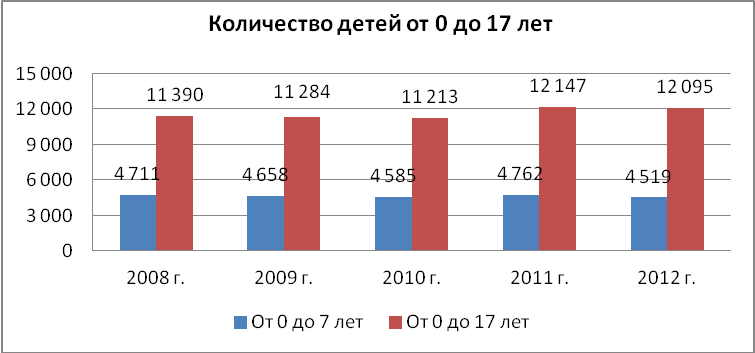 Количество детей от 0 до 17 лет
15 000
12 000
9 000
6 000
3 000
0
11 390
11 284
11 213
12 147
12 095
4 711
4 658
4 585
4 762
4 519
2008 г.
2009 г.
2010 г.
2011 г.
2012 г.
От 0 до 7 лет
От 0 до 17 лет